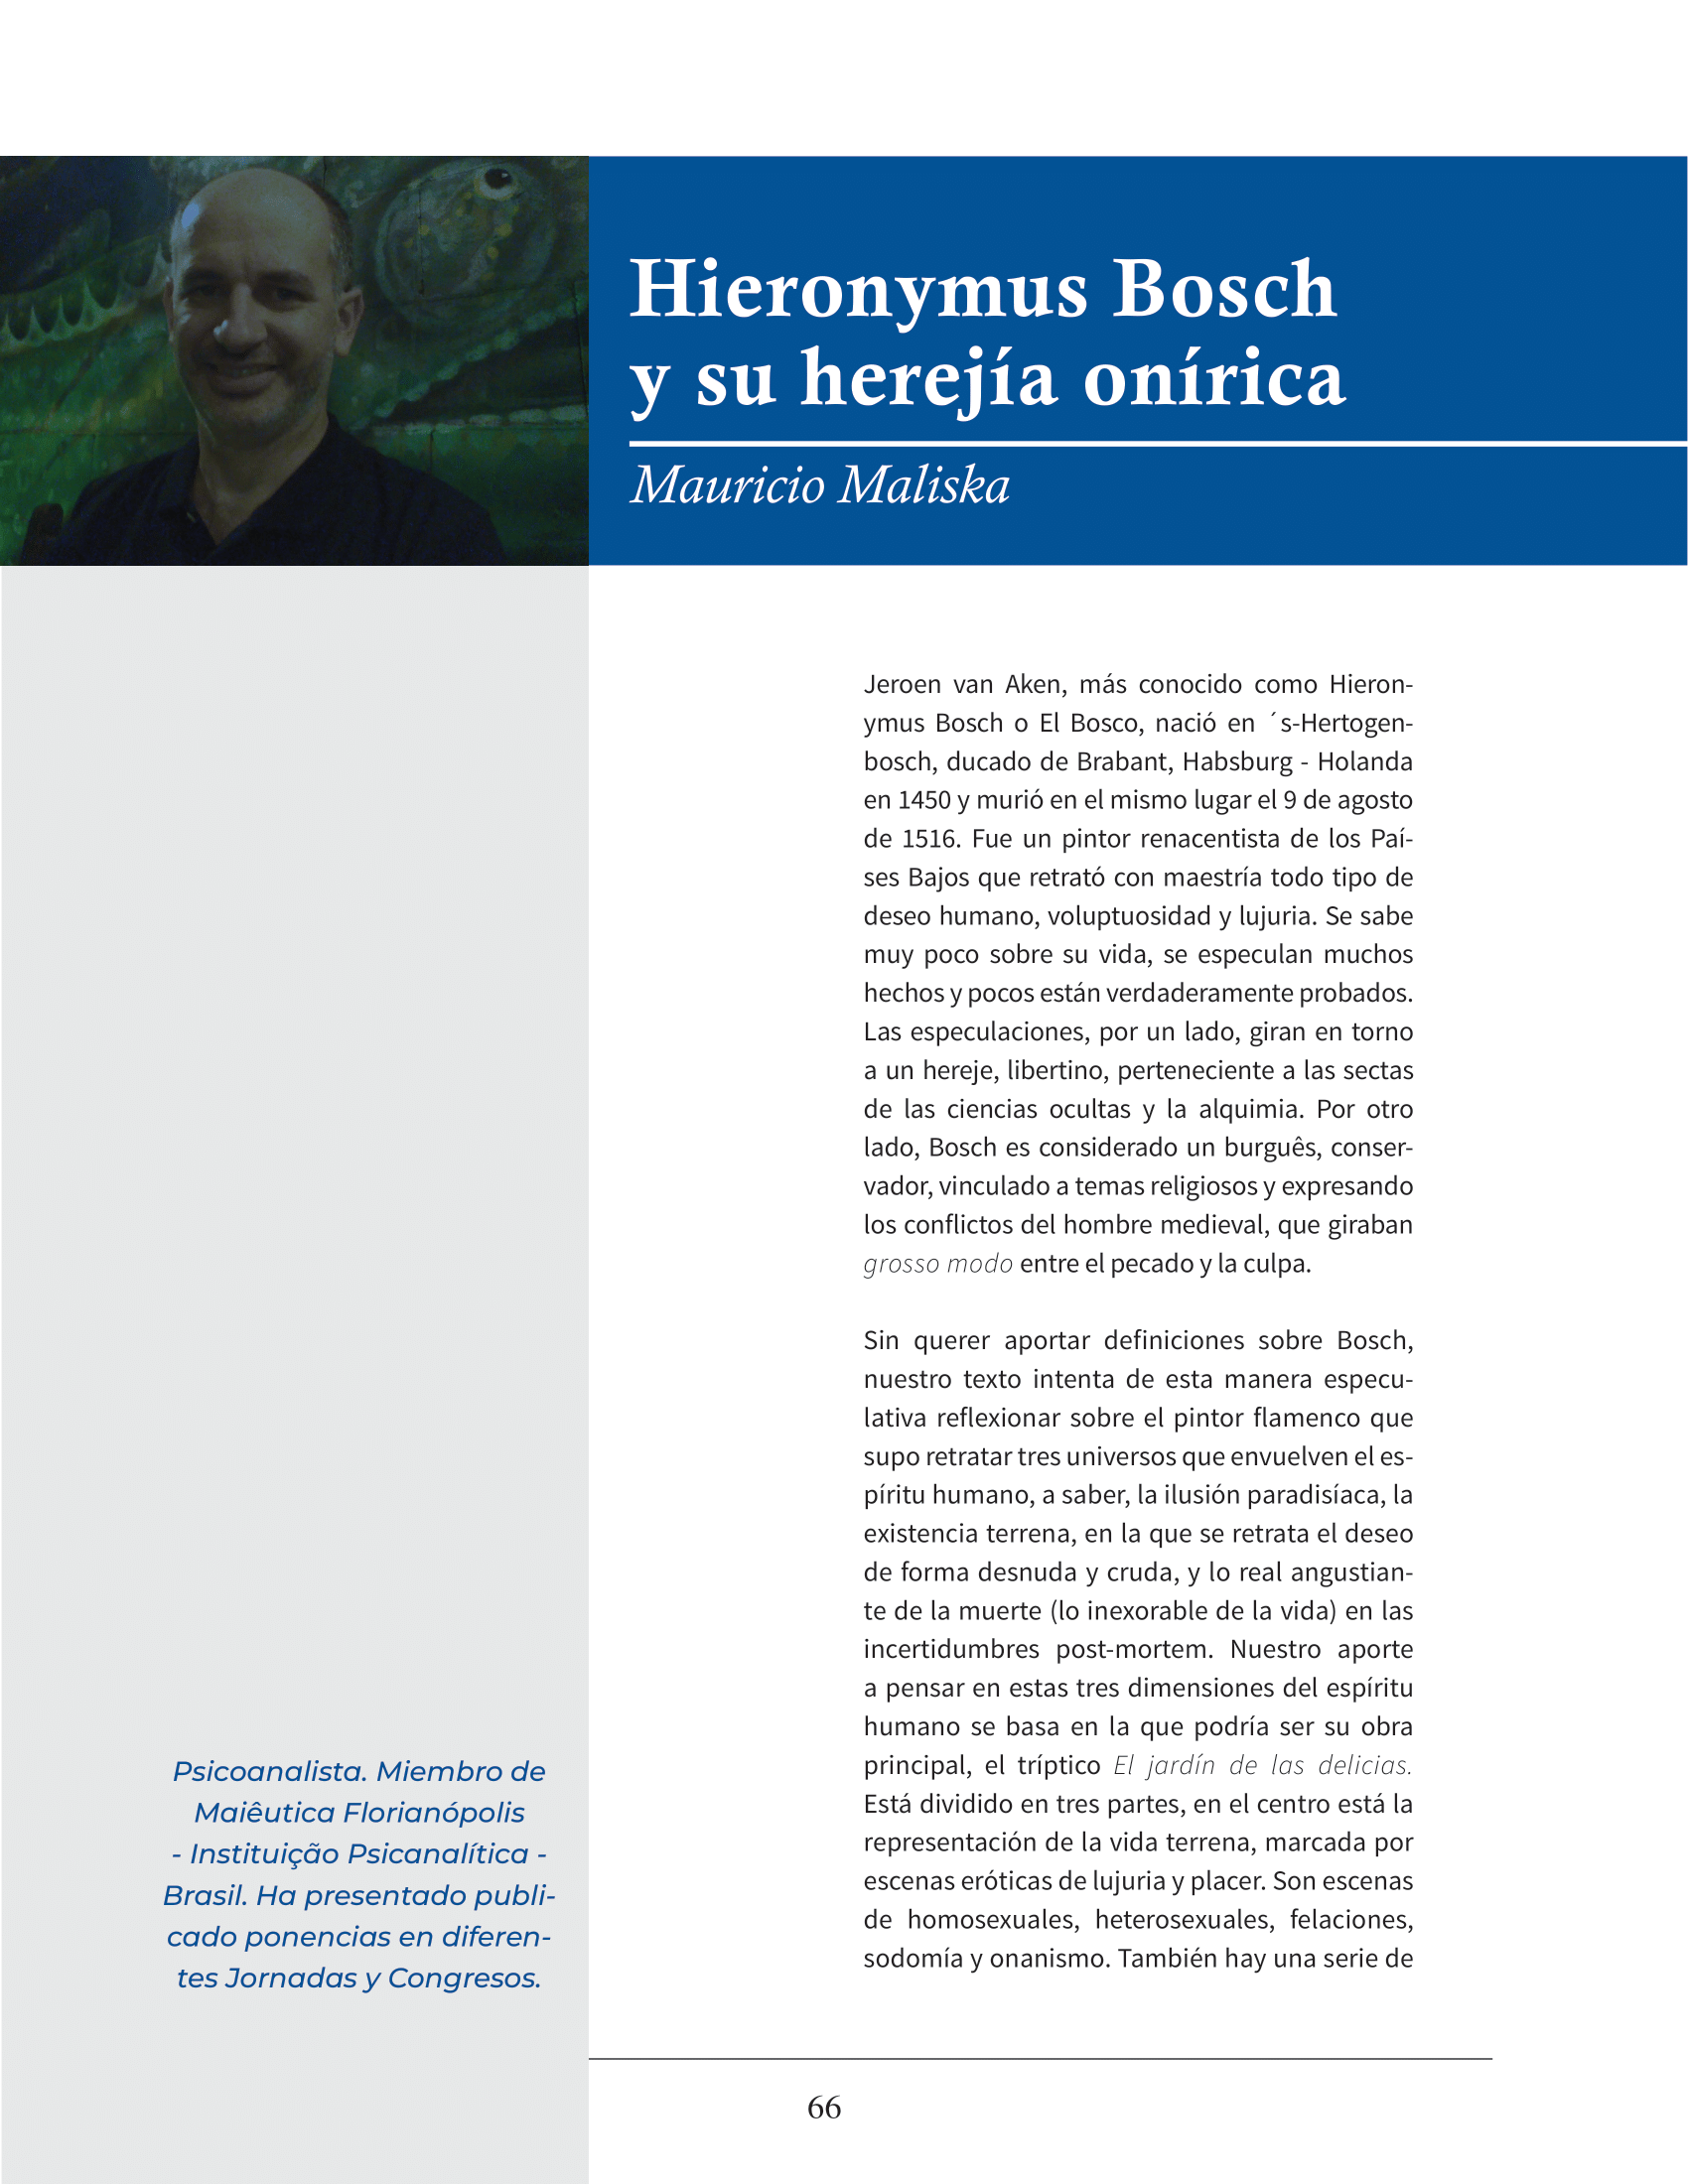 Hieronymus Bosch
y su herejía onírica
Mauricio Maliska
Jeroen van Aken, más conocido como Hieron-
ymus Bosch o El Bosco, nació en ´s-Hertogen-
bosch, ducado de Brabant, Habsburg - Holanda
en 1450 y murió en el mismo lugar el 9 de agosto
de 1516. Fue un pintor renacentista de los Paí-
ses Bajos que retrató con maestría todo tipo de
deseo humano, voluptuosidad y lujuria. Se sabe
muy poco sobre su vida, se especulan muchos
hechos y pocos están verdaderamente probados.
Las especulaciones, por un lado, giran en torno
a un hereje, libertino, perteneciente a las sectas
de las ciencias ocultas y la alquimia. Por otro
lado, Bosch es considerado un burguês, conser-
vador, vinculado a temas religiosos y expresando
los conflictos del hombre medieval, que giraban
grosso modo entre el pecado y la culpa.
Sin querer aportar definiciones sobre Bosch,
nuestro texto intenta de esta manera especu-
lativa reflexionar sobre el pintor flamenco que
supo retratar tres universos que envuelven el es-
píritu humano, a saber, la ilusión paradisíaca, la
existencia terrena, en la que se retrata el deseo
de forma desnuda y cruda, y lo real angustian-
te de la muerte (lo inexorable de la vida) en las
incertidumbres post-mortem. Nuestro aporte
a pensar en estas tres dimensiones del espíritu
humano se basa en la que podría ser su obra
principal, el tríptico El jardín de las delicias.
Está dividido en tres partes, en el centro está la
representación de la vida terrena, marcada por
escenas eróticas de lujuria y placer. Son escenas
de homosexuales, heterosexuales, felaciones,
sodomía y onanismo. También hay una serie de
Psicoanalista. Miembro de
Maiêutica Florianópolis
- Instituição Psicanalítica -
Brasil. Ha presentado publi-
cado ponencias en diferen-
tes Jornadas y Congresos.
66